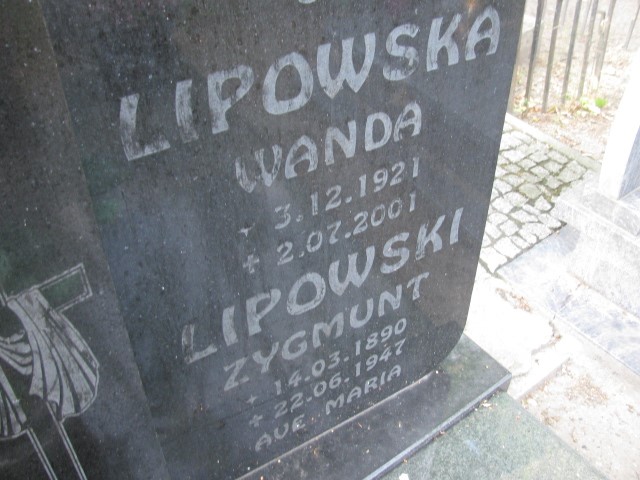 LIPOWSKA
WANDA
* 3.12.1921
+ 2.07.2001
LIPOWSKI
ZYGMUNT
* 14.03.1890
+ 22.06.1947
AVE MARIA